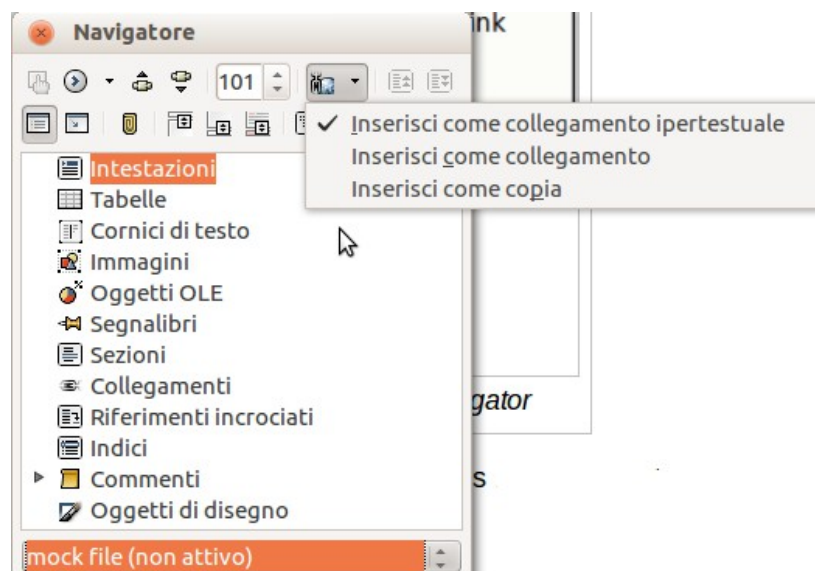 ink
Navigatore
101
Inserisci come collegamento ipertestuale
Inserisci come collegamento
Inserisci come copia
Intestazioni
Tabelle
Cornici di testo
Immagini
Oggetti OLE
Segnalibri
Sezioni
Collegamenti
Riferimenti incrociati
gator
Indici
Commenti
s
Oggetti di disegno
mock file (non attivo)